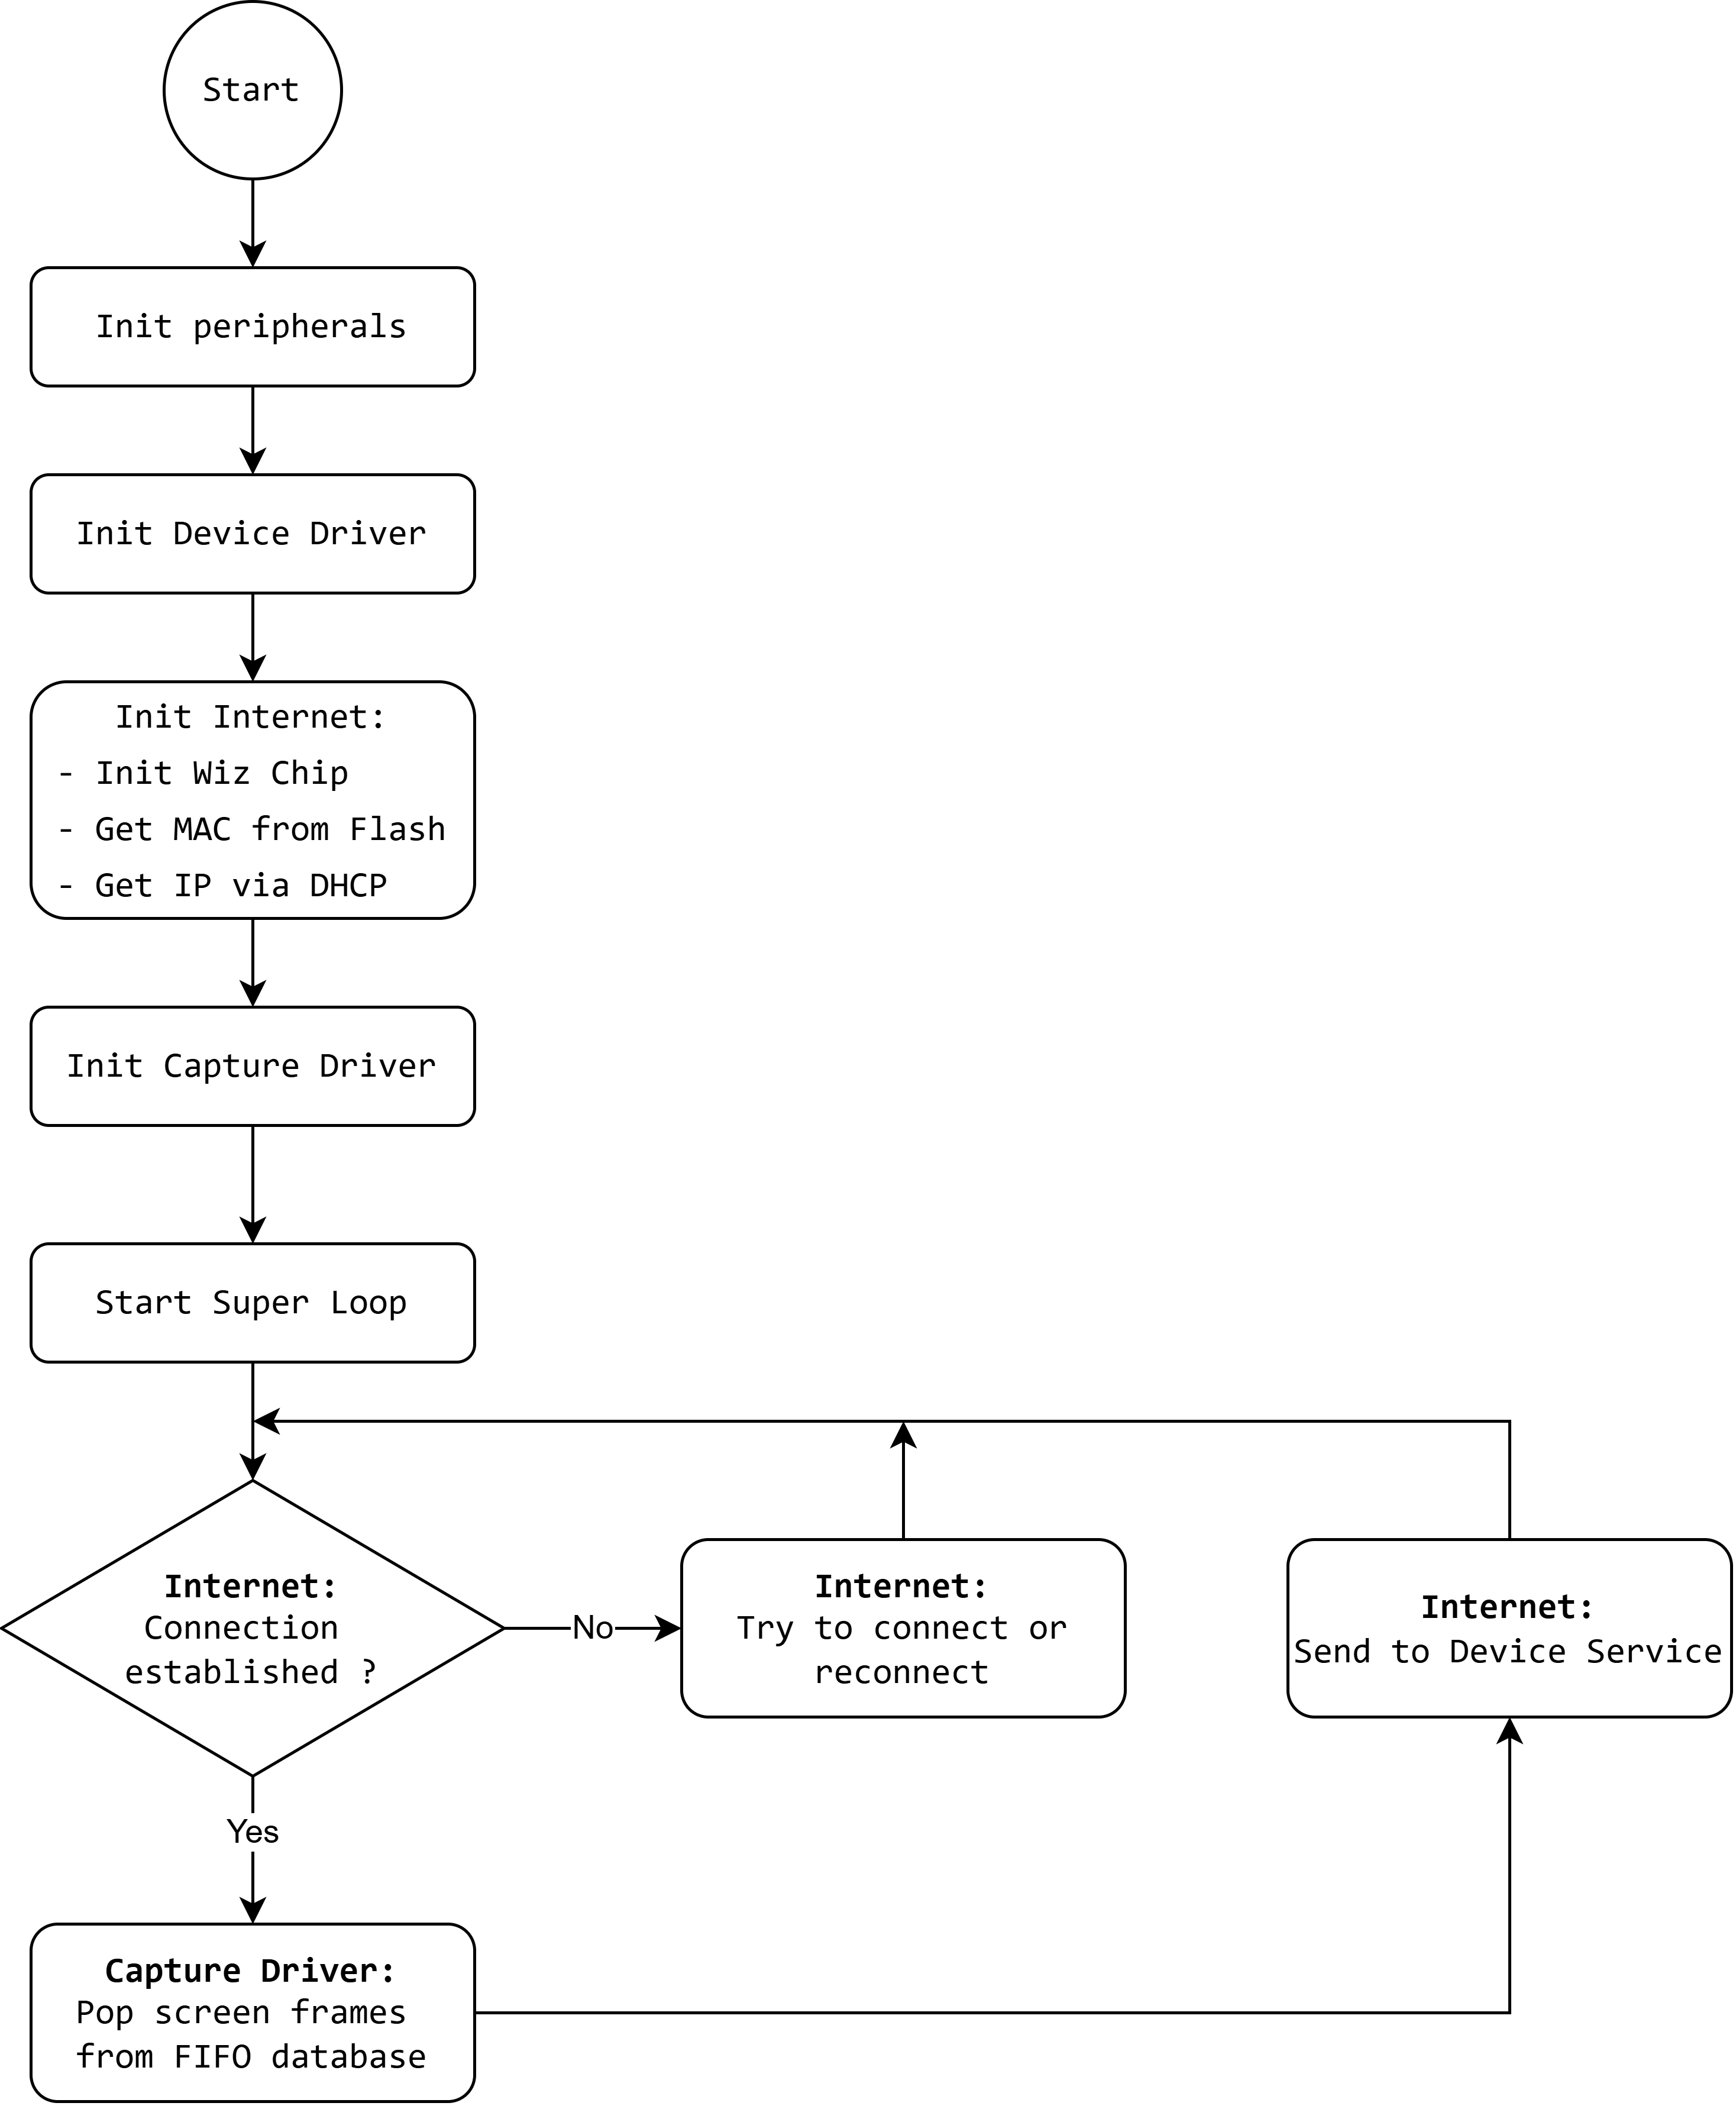 Start
Init peripherals
Init Device Driver
Init Internet:
- Init Wiz Chip
- Get MAC from Flash
- Get IP via DHCP
Init Capture Driver
Start Super Loop
Internet:
Connection
established ?
No
Internet:
Try to connect or
reconnect
Internet:
Send to Device Service
Yes
Capture Driver:
Pop screen frames
from FIFO database